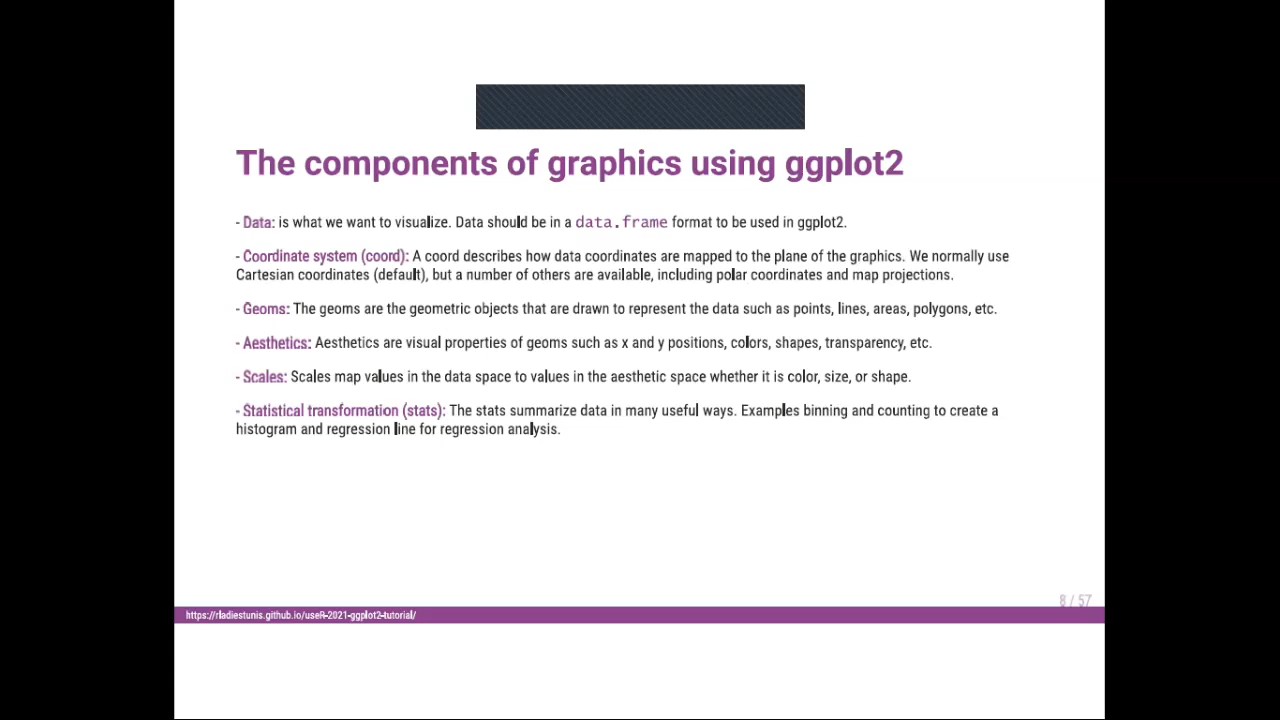 The components of graphics using ggplot2
- Data: is what we want to visualize. Data should be in a data.frame format to be used in ggplot2.
- Coordinate system (coord): A coord describes how data coordinates are mapped to the plane of the graphics. We normally use
Cartesian coordinates (default), but a number of others are available, including polar coordinates and map projections.
- Geoms: The geoms are the geometric objects that are drawn to represent the data such as points, lines, areas, polygons, etc.
- Aesthetics: Aesthetics are visual properties of geoms such as x and y positions, colors, shapes, transparency, etc.
- Scales: Scales map values in the data space to values in the aesthetic space whether it is color, size, or shape.
- Statistical transformation (stats): The stats summarize data in many useful ways. Examples binning and counting to create a
histogram and regression line for regression analysis.
8 / 57
https://rladiestunis.github.io/useR-2021-ggplot2-tutorial/